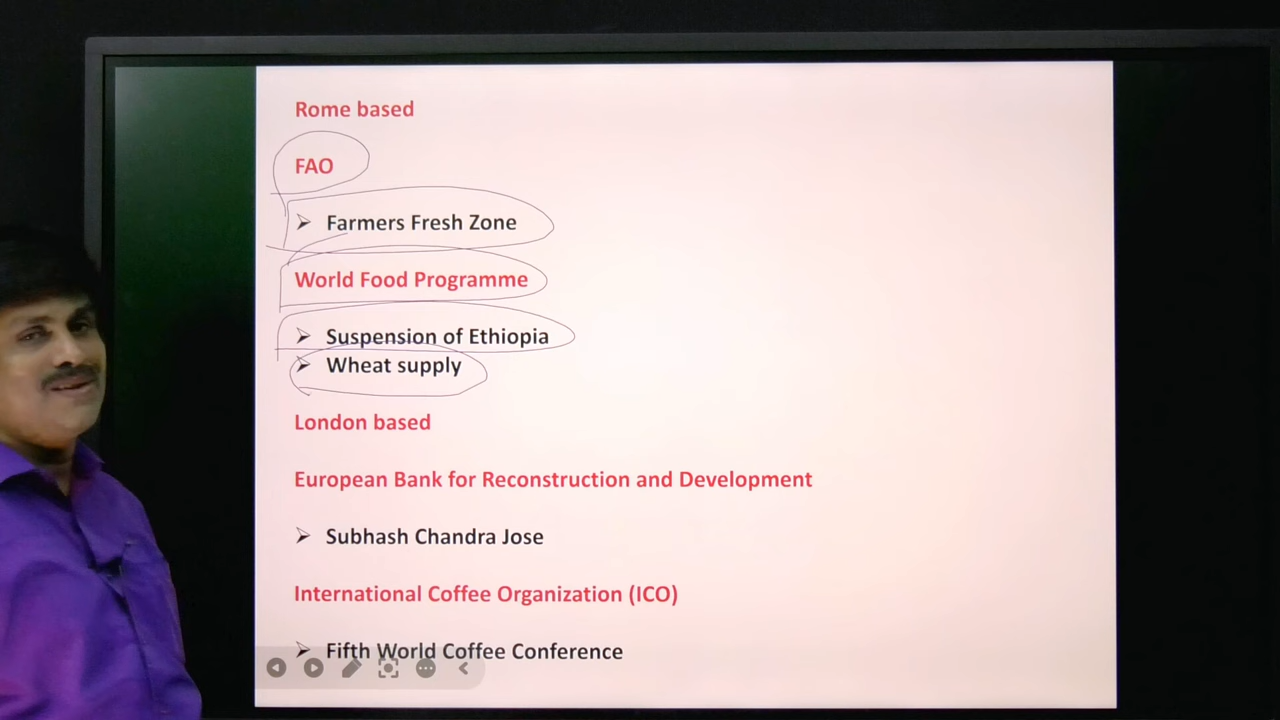 Rome based
FAO
➢ Farmers Fresh Zone
World Food Programme
➢ Suspension of Ethiopia
➢ Wheat supply
London based
European Bank for Reconstruction and Development
➢ Subhash Chandra Jose
International Coffee Organization (ICO)
➢ Fifth World Coffee Conference